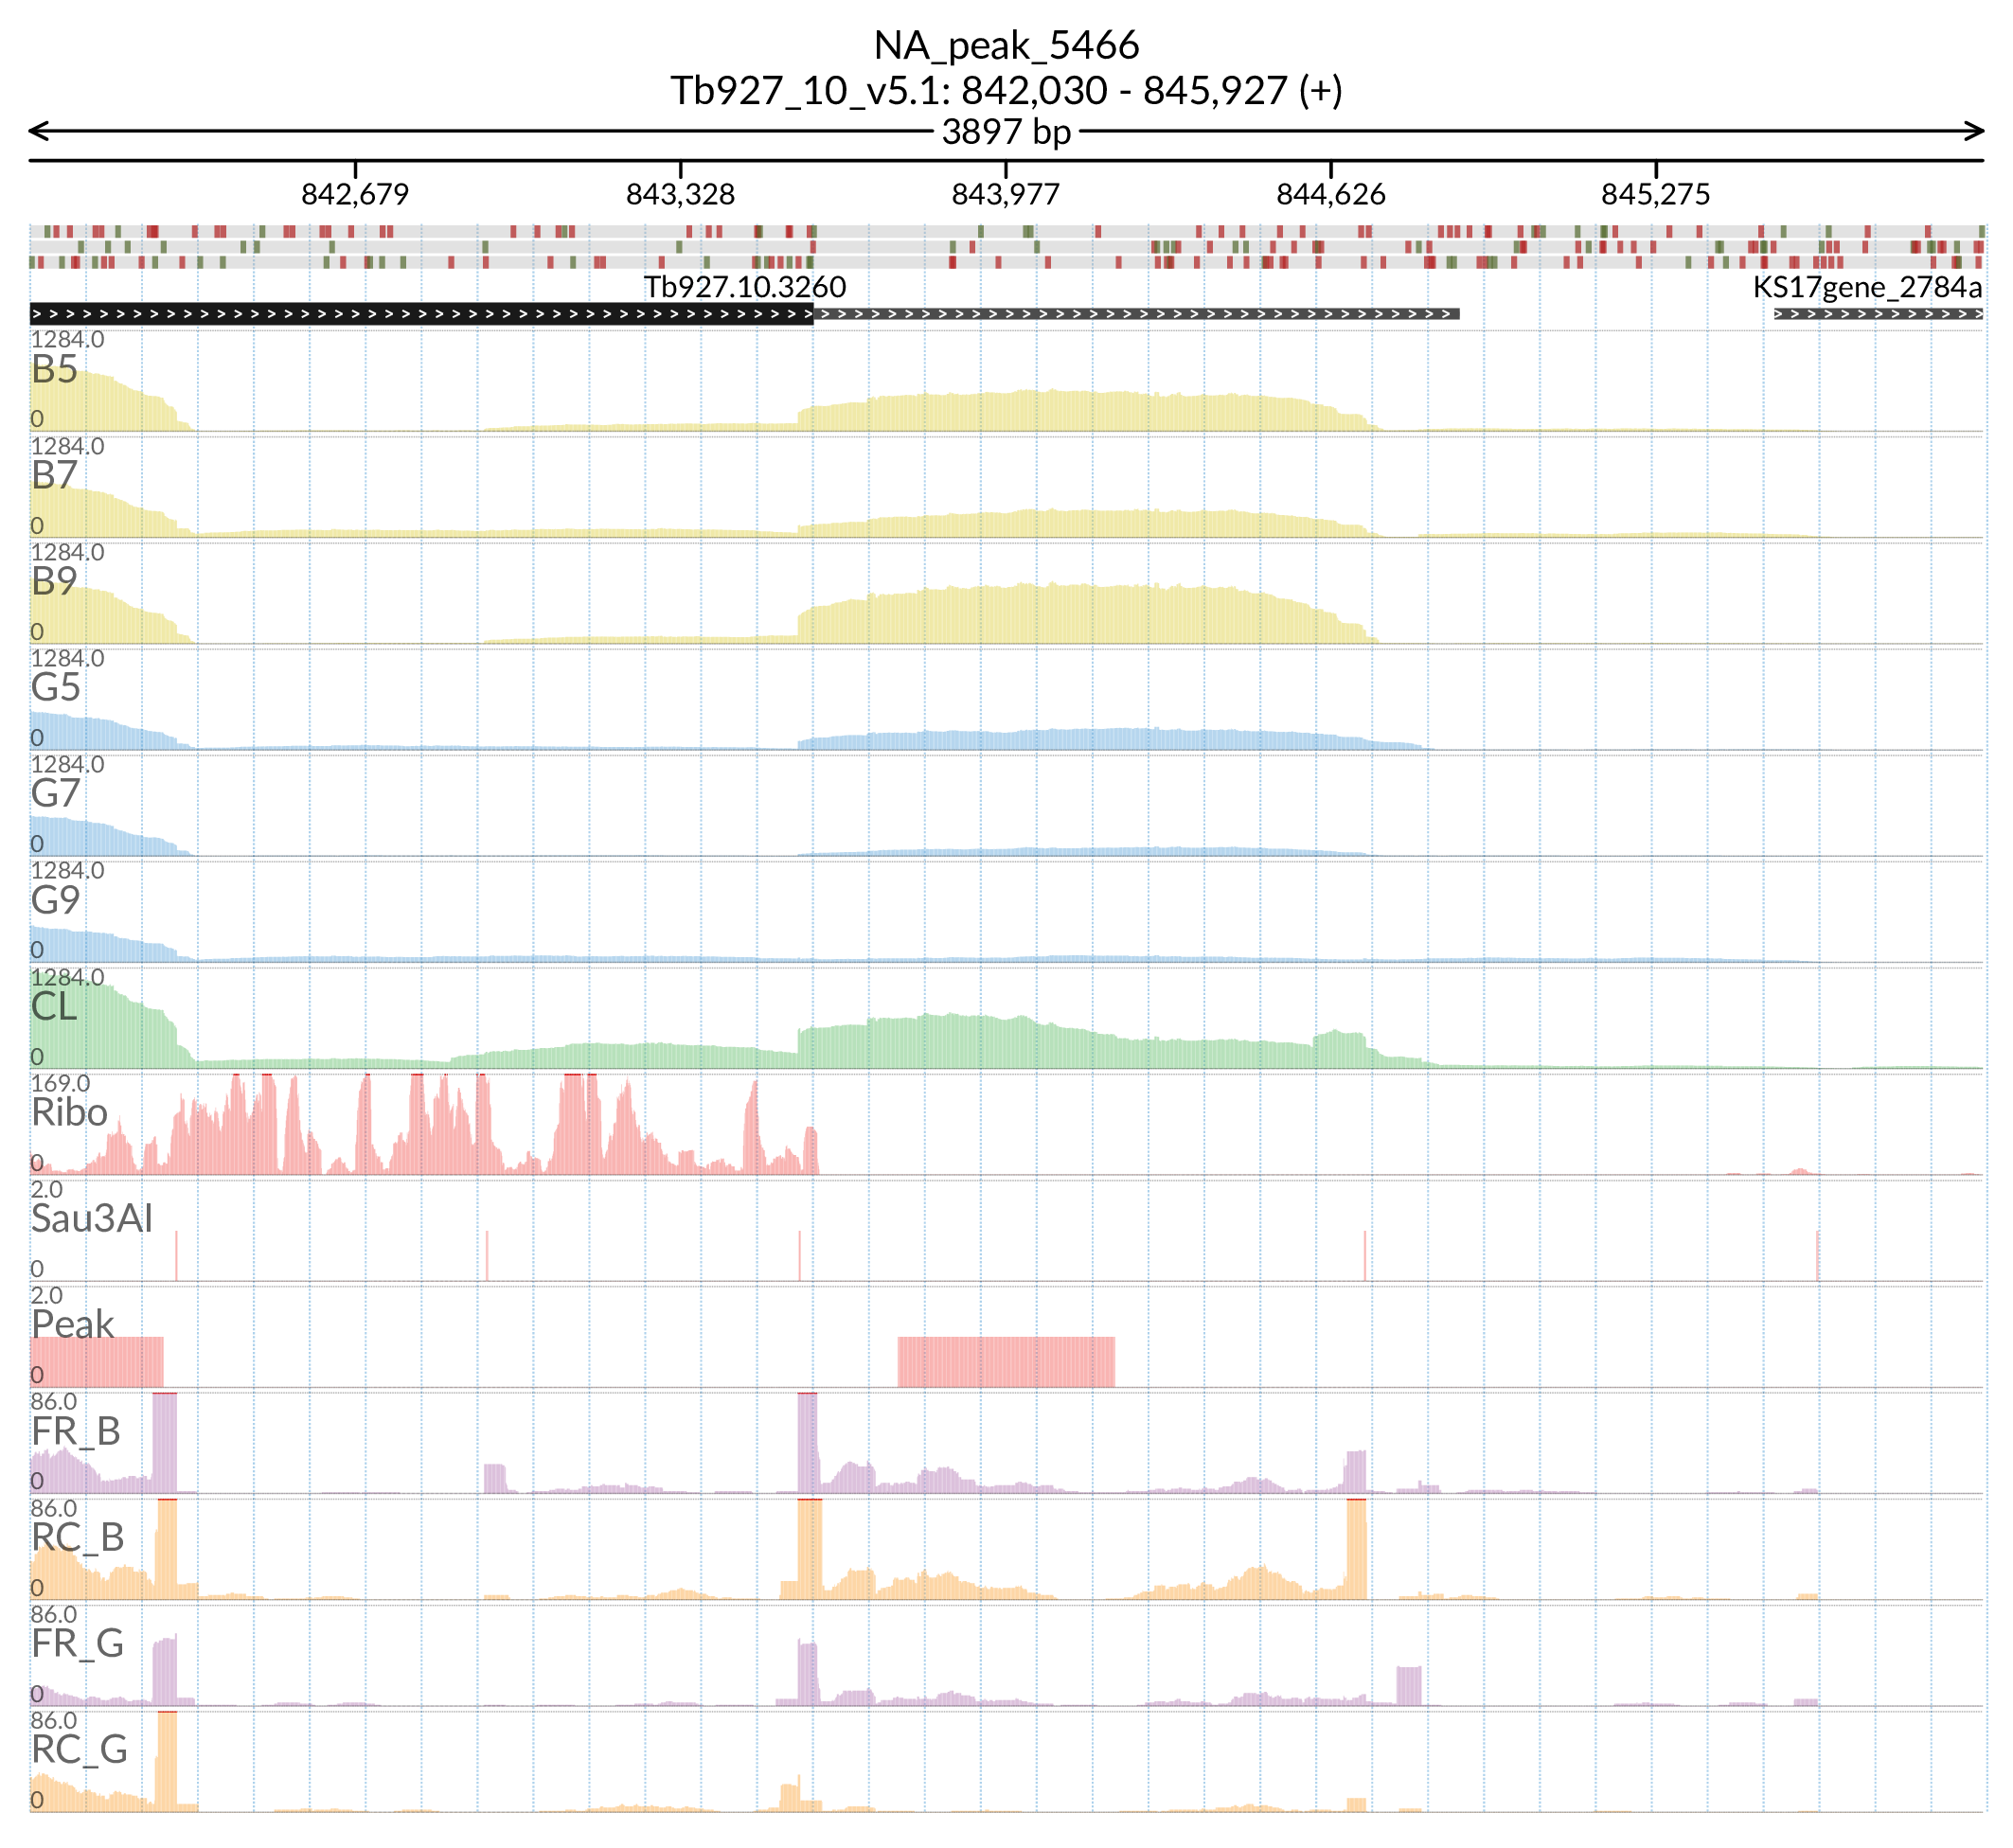 NA_peak_5466
Tb927_10_v5.1: 842,030 - 845,927 (+)
3897 bp
842,679 843,328 843,977 844,626 845,275
Tb927.10.3260 KS17gene_2784a
1284.0
B5
0
1284.0
B7
0
1284.0
B9
0
1284.0
G5
0
1284.0
G7
0
1284.0
G9
0
1284.0
CL
0
169.0
Ribo
0
2.0
Sau3AI
0
2.0
Peak
0
86.0
FR_B
0
86.0
RC_B
0
86.0
FR_G
0
86.0
RC_G
0